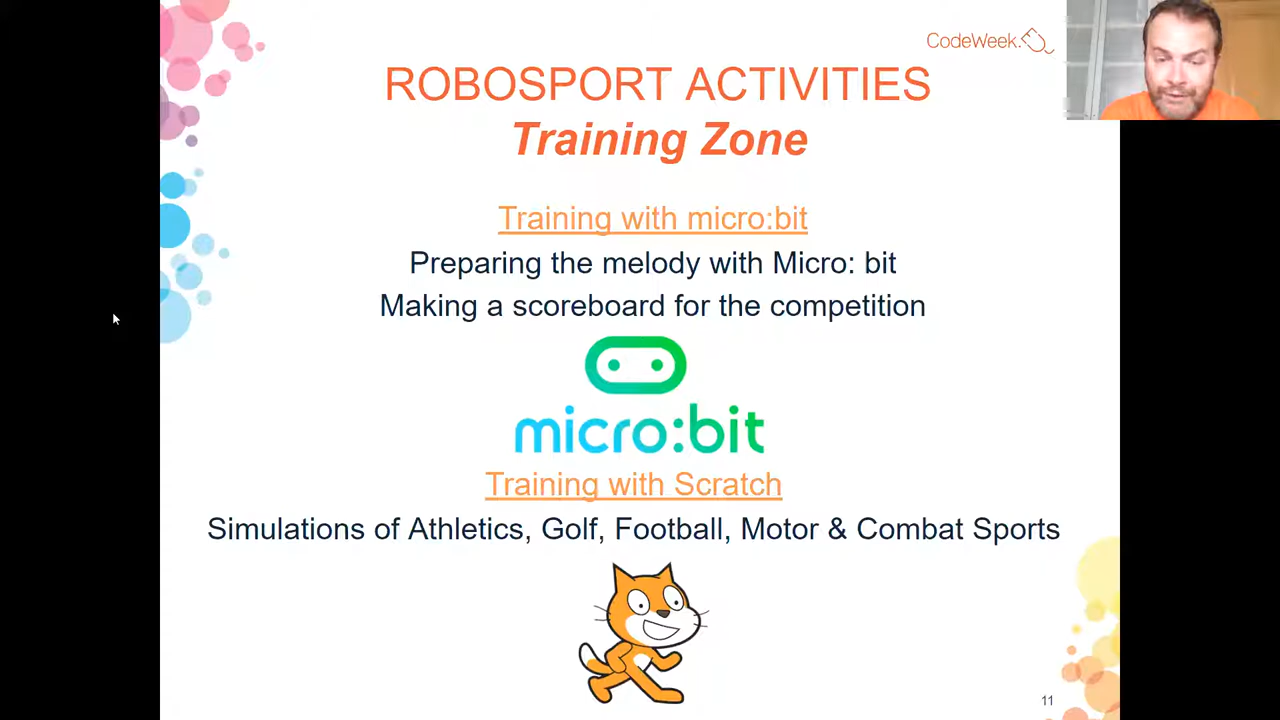 CodeWeek.
ROBOSPORT ACTIVITIES
Training Zone
Training with micro:bit
Preparing the melody with Micro: bit
Making a scoreboard for the competition
micro:bit
Training with Scratch
Simulations of Athletics, Golf, Football, Motor & Combat Sports
11